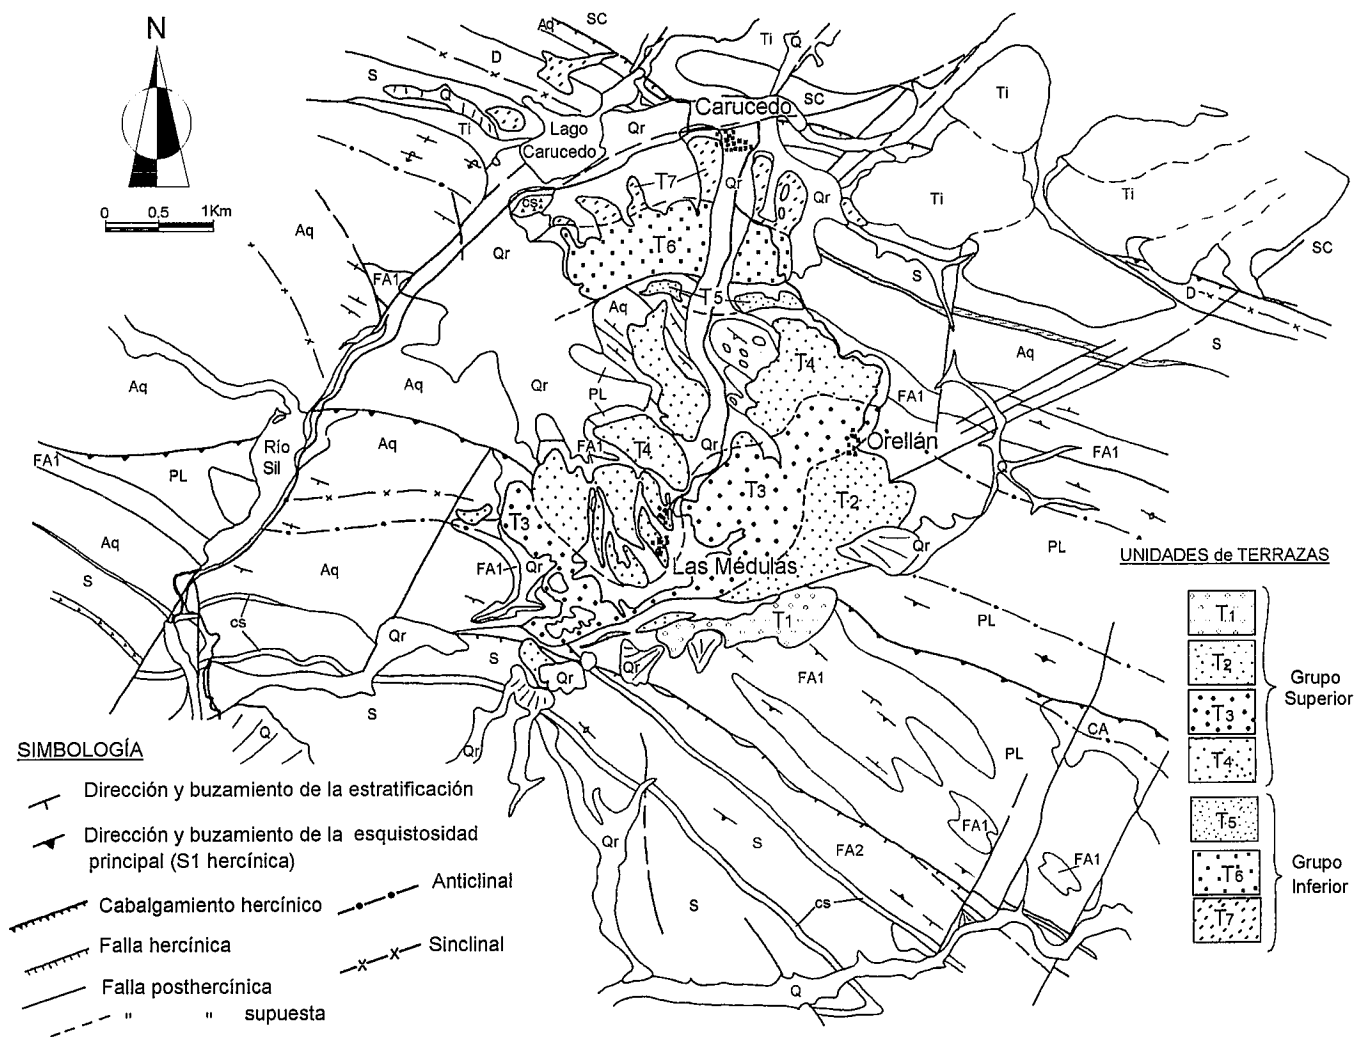 N
0 0.5 1Km
Aq
SC
D
S
Q
Ti
Ti
Q
SC
Carucedo
Lago
Carucedo
Qr
Ti
Ti
Ti
SC
T7
Qr
Qr
cs
Aq
Qr
T6
FA1
S
D
S
T5
Aq
Aq
T4
FA1
Aq
Aq
Qr
PL
Aq
FA1
T4
Qr
Orellán
Río
Sil
FA1
PL
FA1
Q
T3
T3
T2
Aq
S
Aq
FA1
Qr
Las Médulas
Qr
PL
cs
Qr
S
T1
PL
Qr
Qr
FA1
S
Q
Qr
PL
CA
FA1
FA1
Qr
S
FA2
S
cs
Q
UNIDADES de TERRAZAS
T1
T2
T3
T4
Grupo
Superior
T5
T6
T7
Grupo
Inferior
SIMBOLOGÍA
Dirección y buzamiento de la estratificación
Dirección y buzamiento de la esquistosidad
principal (S1 hercínica)
Cabalgamiento hercínico
Anticlinal
Falla hercínica
Sinclinal
Falla posthercínica
" " supuesta